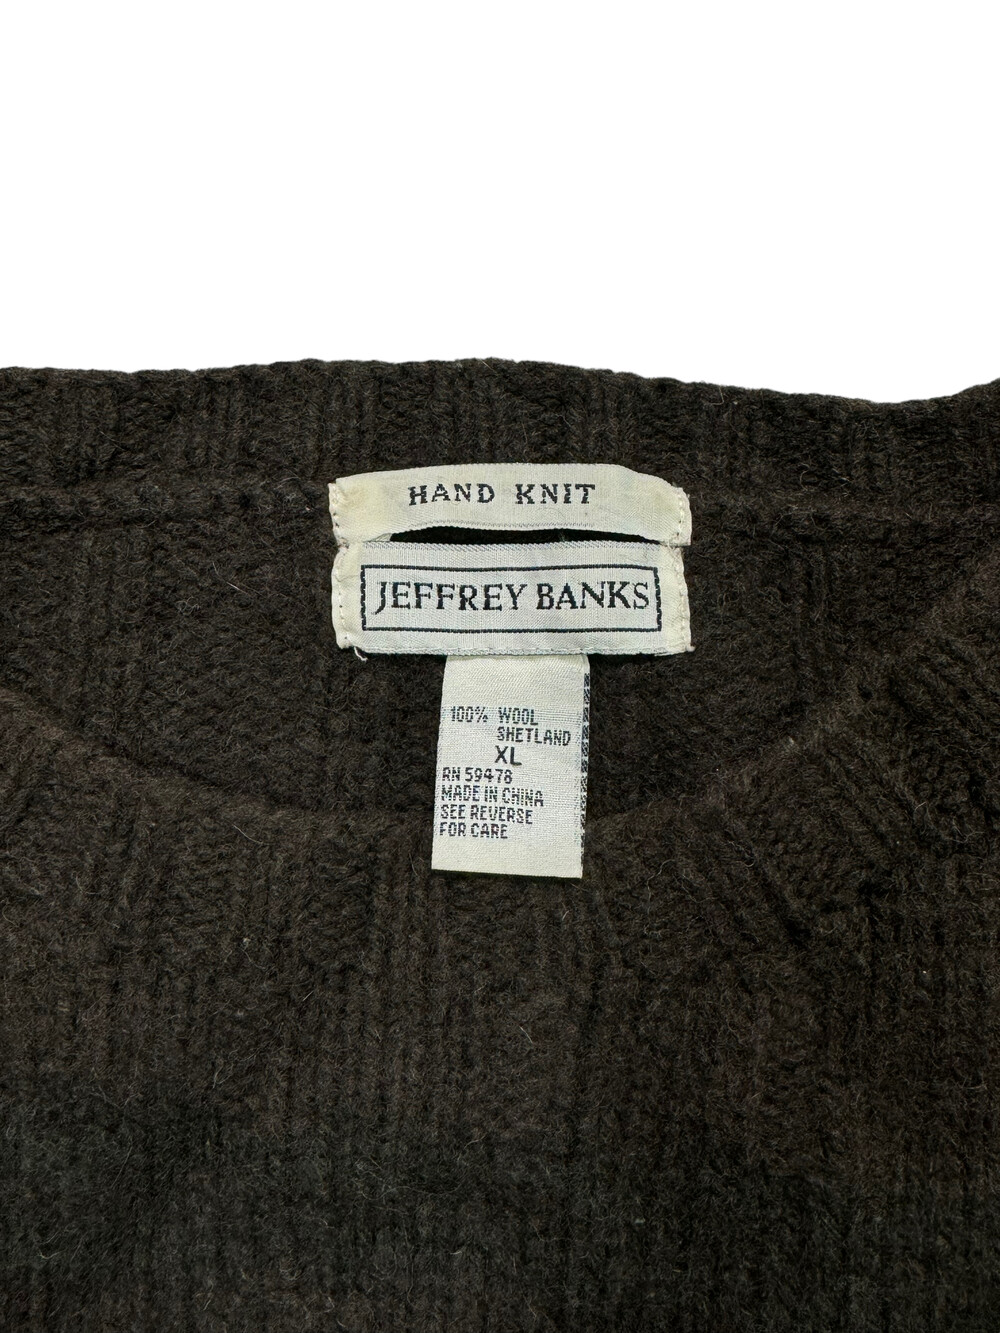 HAND KNIT
JEFFREY BANKS
100% WOOL
SHETLAND
XL
RN 59478
MADE IN CHINA
SEE REVERSE
FOR CARE